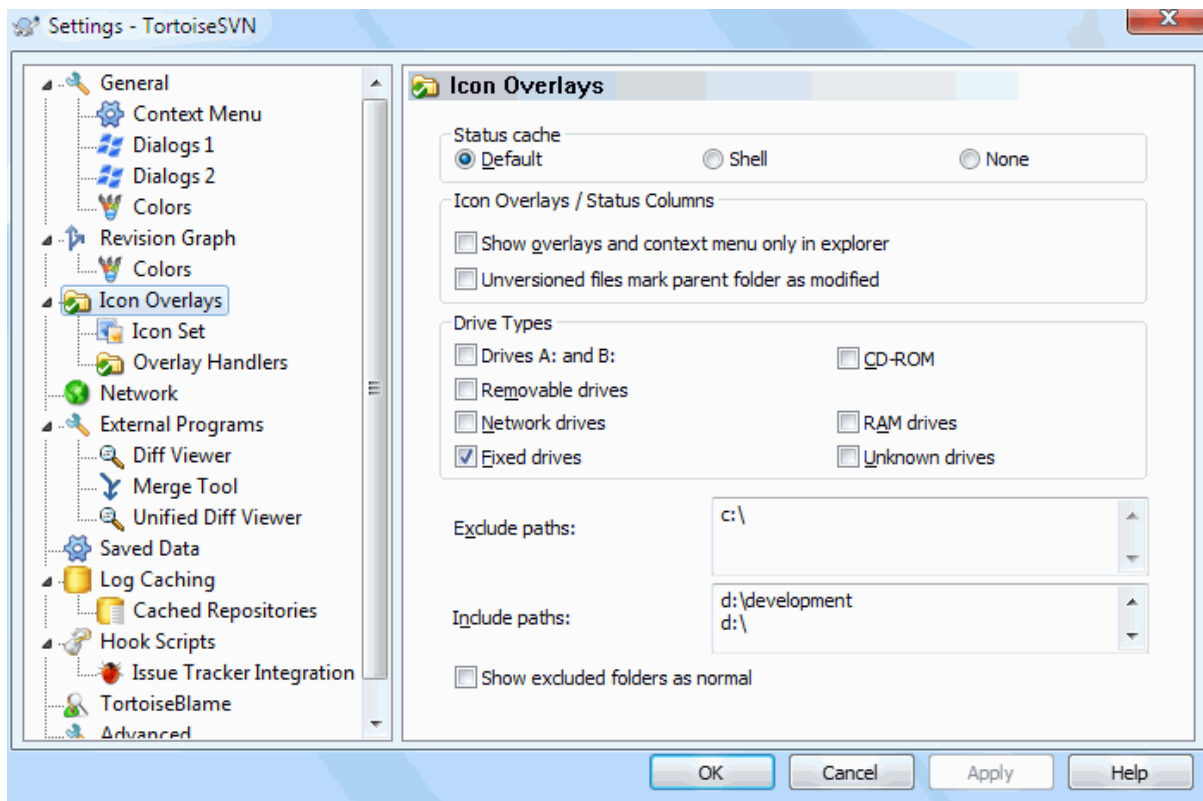 Settings - TortoiseSVN
General
Context Menu
Dialogs 1
Dialogs 2
Colors
Revision Graph
Colors
Icon Overlays
Icon Set
Overlay Handlers
Network
External Programs
Diff Viewer
Merge Tool
Unified Diff Viewer
Saved Data
Log Caching
Cached Repositories
Hook Scripts
Issue Tracker Integration
TortoiseBlame
Advanced
Icon Overlays
Status cache
Default Shell None
Icon Overlays / Status Columns
Show overlays and context menu only in explorer
Unversioned files mark parent folder as modified
Drive Types
Drives A: and B: CD-ROM
Removable drives
Network drives RAM drives
Fixed drives Unknown drives
Exclude paths: c:\
Include paths: d:\development
d:\
Show excluded folders as normal
OK Cancel Apply Help